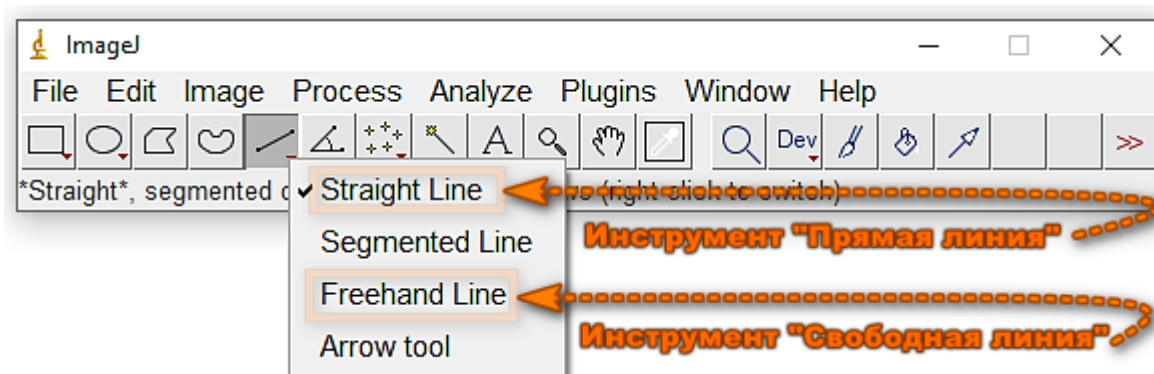 ImageJ
File Edit Image Process Analyze Plugins Window Help
A Dev >>
*Straight*, segmented (right click to switch)
Straight Line
Инструмент "Прямая линия"
Segmented Line
Freehand Line
Инструмент "Свободная линия"
Arrow tool